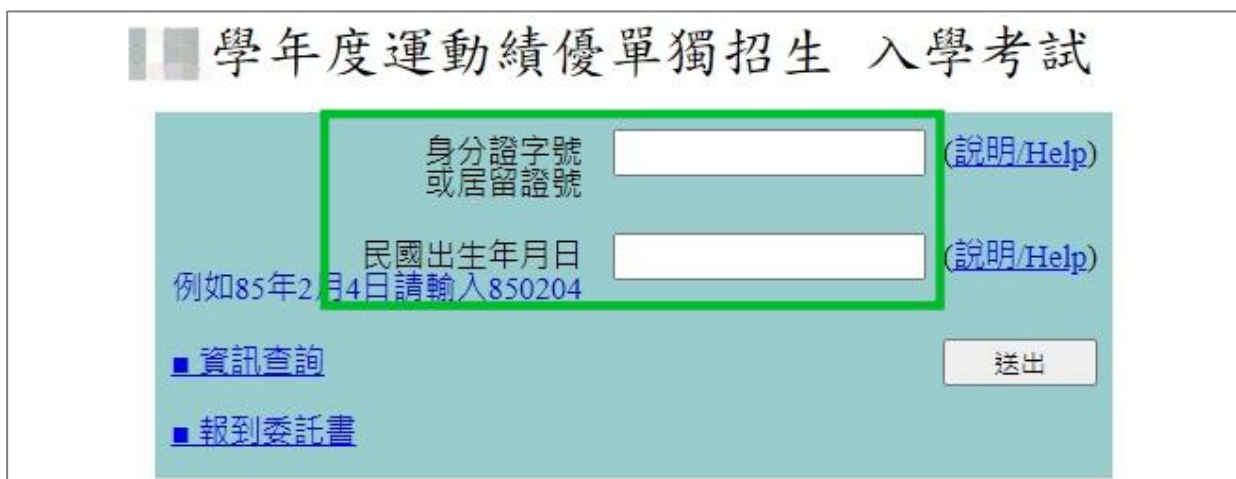 學年度運動績優單獨招生 入學考試
身分證字號
或居留證號
(說明/Help)
民國出生年月日
(說明/Help)
例如85年2月4日請輸入850204
■ 資訊查詢
送出
■ 報到委託書